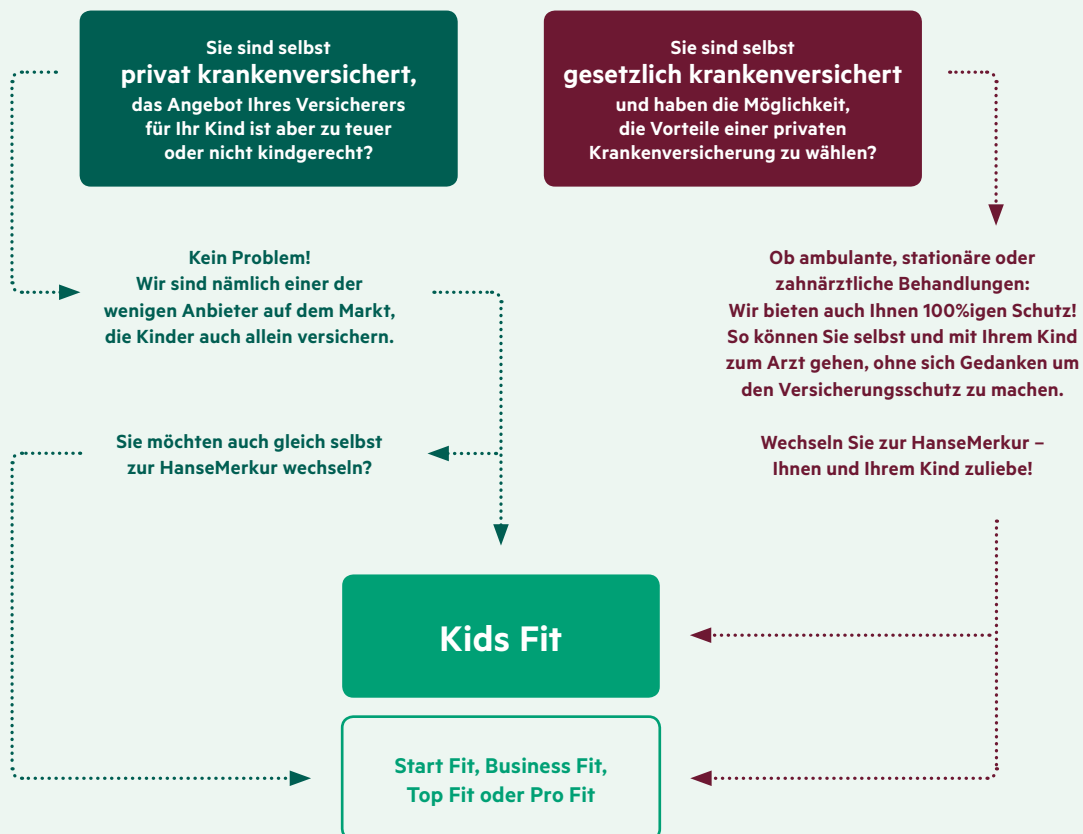 Sie sind selbst
privat krankenversichert,
das Angebot Ihres Versicherers
für Ihr Kind ist aber zu teuer
oder nicht kindgerecht?
Sie sind selbst
gesetzlich krankenversichert
und haben die Möglichkeit,
die Vorteile einer privaten
Krankenversicherung zu wählen?
Kein Problem!
Wir sind nämlich einer der
wenigen Anbieter auf dem Markt,
die Kinder auch allein versichern.
Ob ambulante, stationäre oder
zahnärztliche Behandlungen:
Wir bieten auch Ihnen 100%igen Schutz!
So können Sie selbst und mit Ihrem Kind
zum Arzt gehen, ohne sich Gedanken um
den Versicherungsschutz zu machen.
Sie möchten auch gleich selbst
zur HanseMerkur wechseln?
Wechseln Sie zur HanseMerkur –
Ihnen und Ihrem Kind zuliebe!
Kids Fit
Start Fit, Business Fit,
Top Fit oder Pro Fit